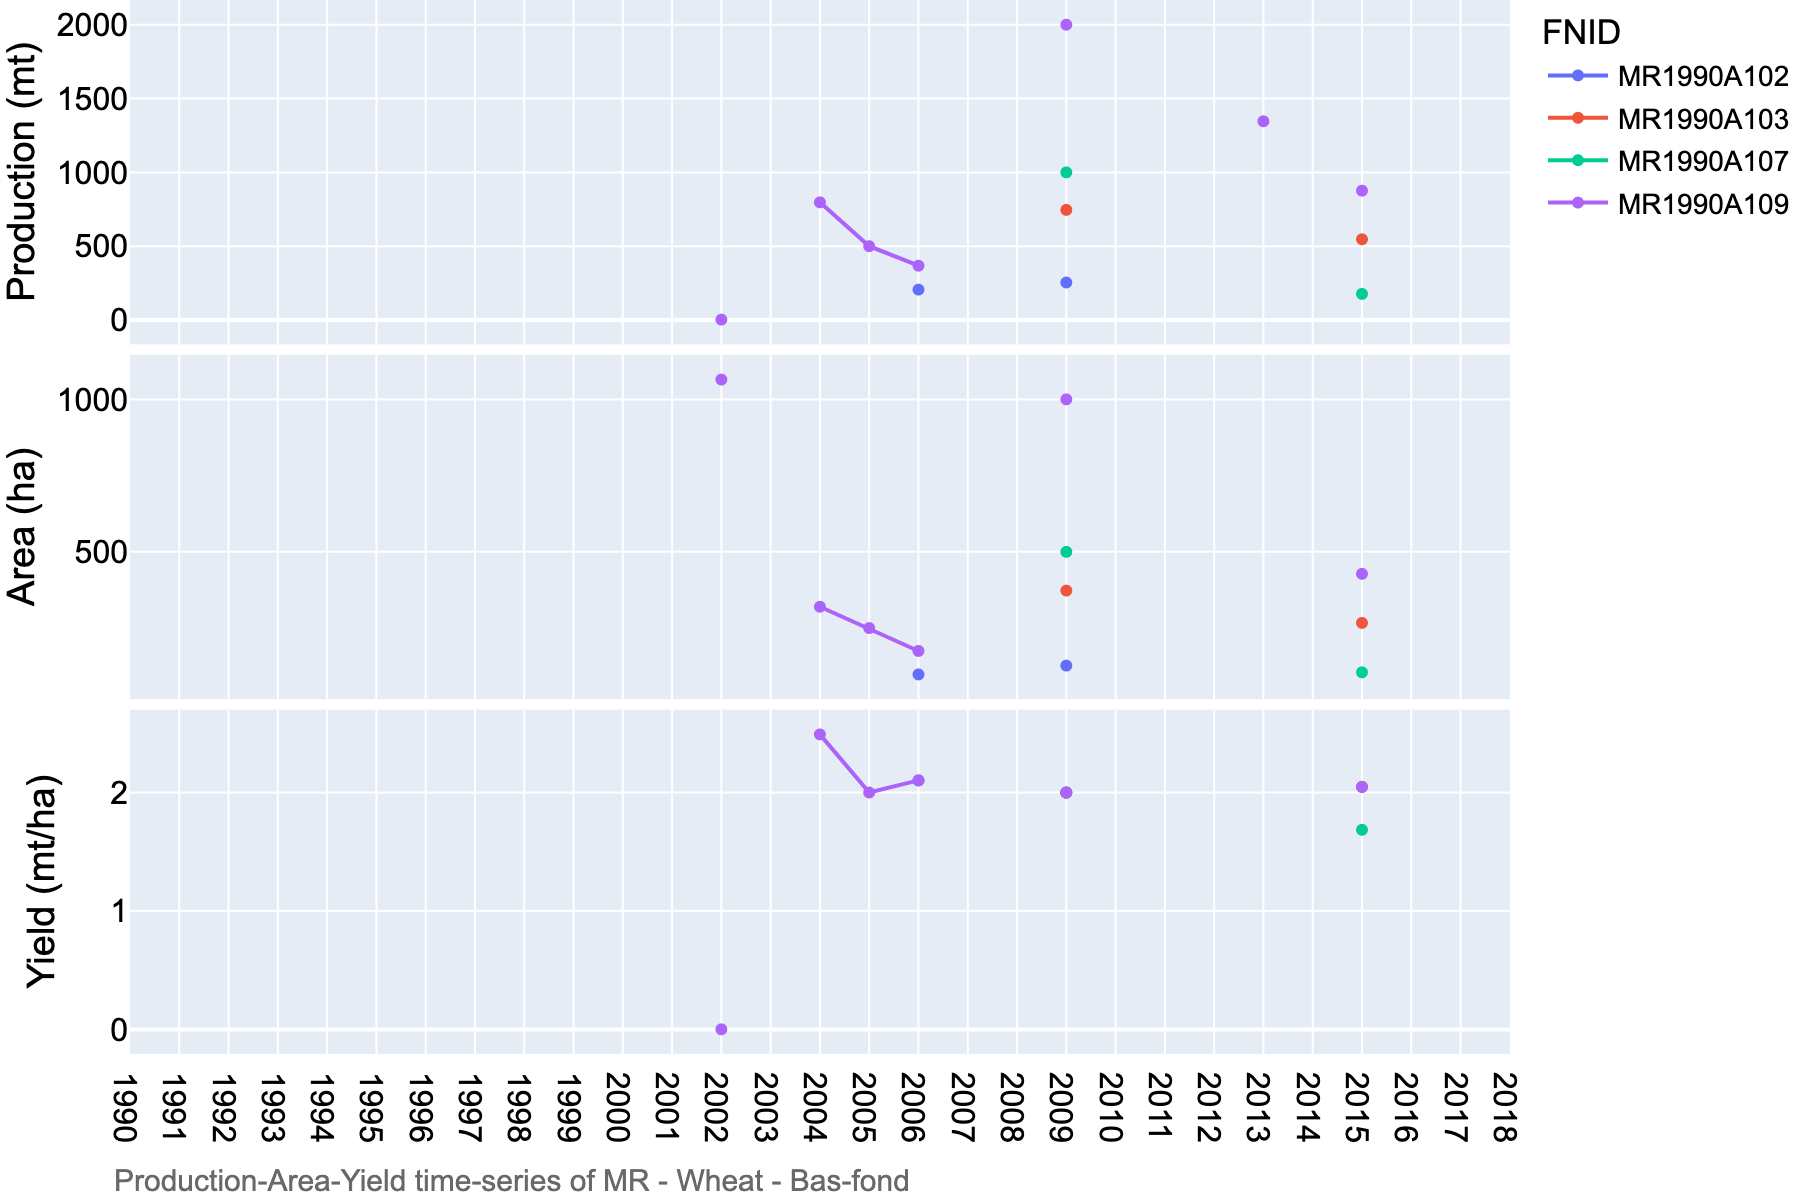 FNID
MR1990A102
MR1990A103
MR1990A107
MR1990A109
Production (mt)
2000
1500
1000
500
0
Area (ha)
1000
500
Yield (mt/ha)
2
1
0
1990 1991 1992 1993 1994 1995 1996 1997 1998 1999 2000 2001 2002 2003 2004 2005 2006 2007 2008 2009 2010 2011 2012 2013 2014 2015 2016 2017 2018
Production-Area-Yield time-series of MR - Wheat - Bas-fond